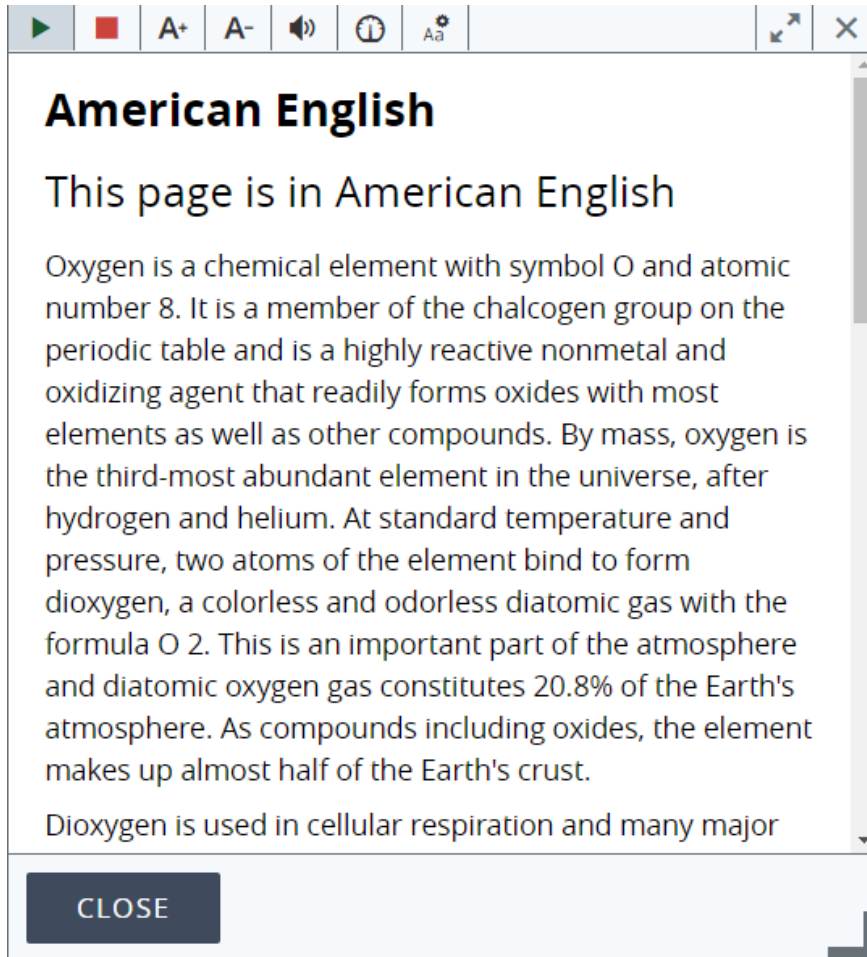 A+ A- Aa
American English
This page is in American English
Oxygen is a chemical element with symbol O and atomic
number 8. It is a member of the chalcogen group on the
periodic table and is a highly reactive nonmetal and
oxidizing agent that readily forms oxides with most
elements as well as other compounds. By mass, oxygen is
the third-most abundant element in the universe, after
hydrogen and helium. At standard temperature and
pressure, two atoms of the element bind to form
dioxygen, a colorless and odorless diatomic gas with the
formula O 2. This is an important part of the atmosphere
and diatomic oxygen gas constitutes 20.8% of the Earth's
atmosphere. As compounds including oxides, the element
makes up almost half of the Earth's crust.
Dioxygen is used in cellular respiration and many major
CLOSE